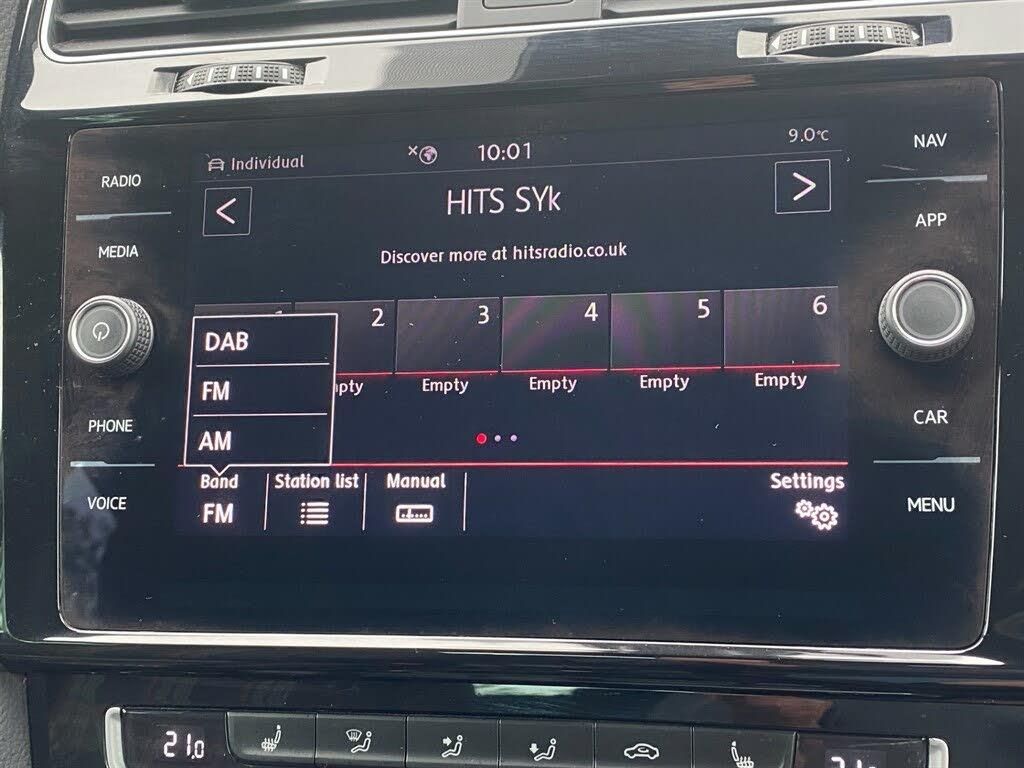 Individual
10:01
9.0°C
NAV
RADIO
HITS SYk
APP
MEDIA
Discover more at hitsradio.co.uk
2
3
4
5
6
DAB
Empty
Empty
Empty
Empty
FM
AM
PHONE
CAR
Band
Station list
Manual
Settings
FM
VOICE
MENU
21.0